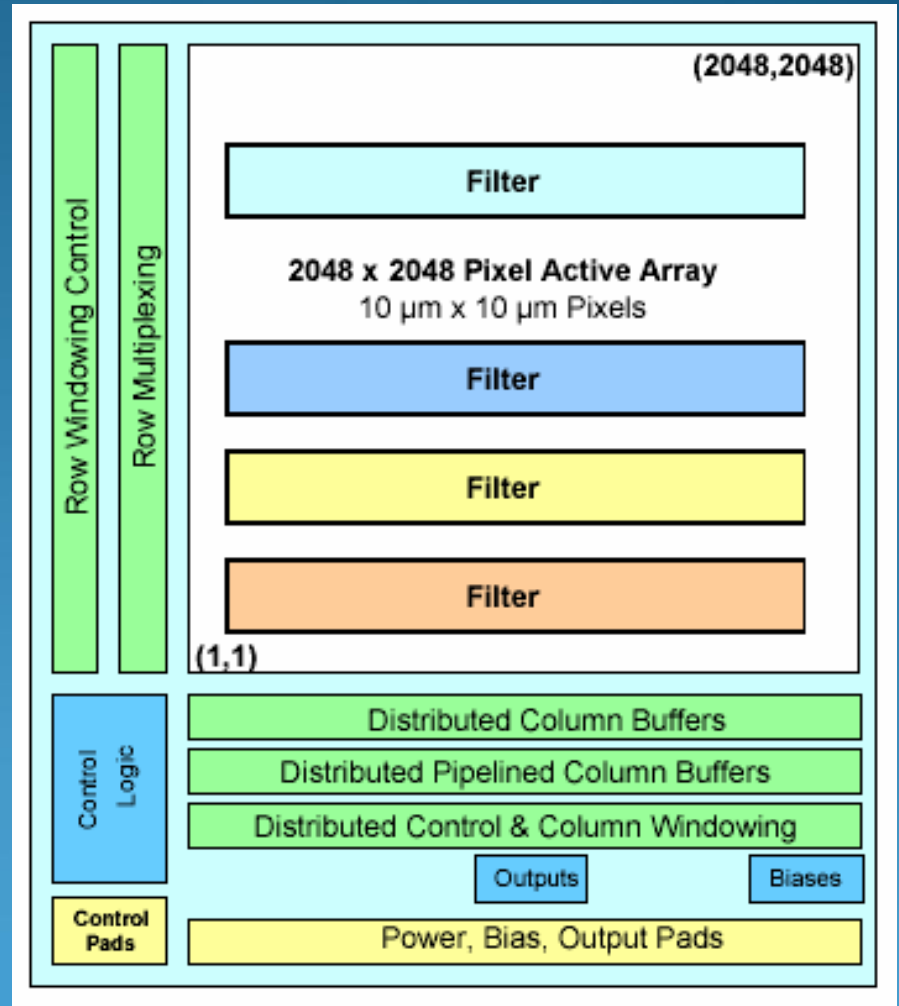 (2048,2048)
Filter
2048 x 2048 Pixel Active Array
10 µm x 10 µm Pixels
Filter
Filter
Filter
(1,1)
Row Windowing Control
Row Multiplexing
Distributed Column Buffers
Distributed Pipelined Column Buffers
Distributed Control & Column Windowing
Control
Logic
Outputs
Biases
Control
Pads
Power, Bias, Output Pads